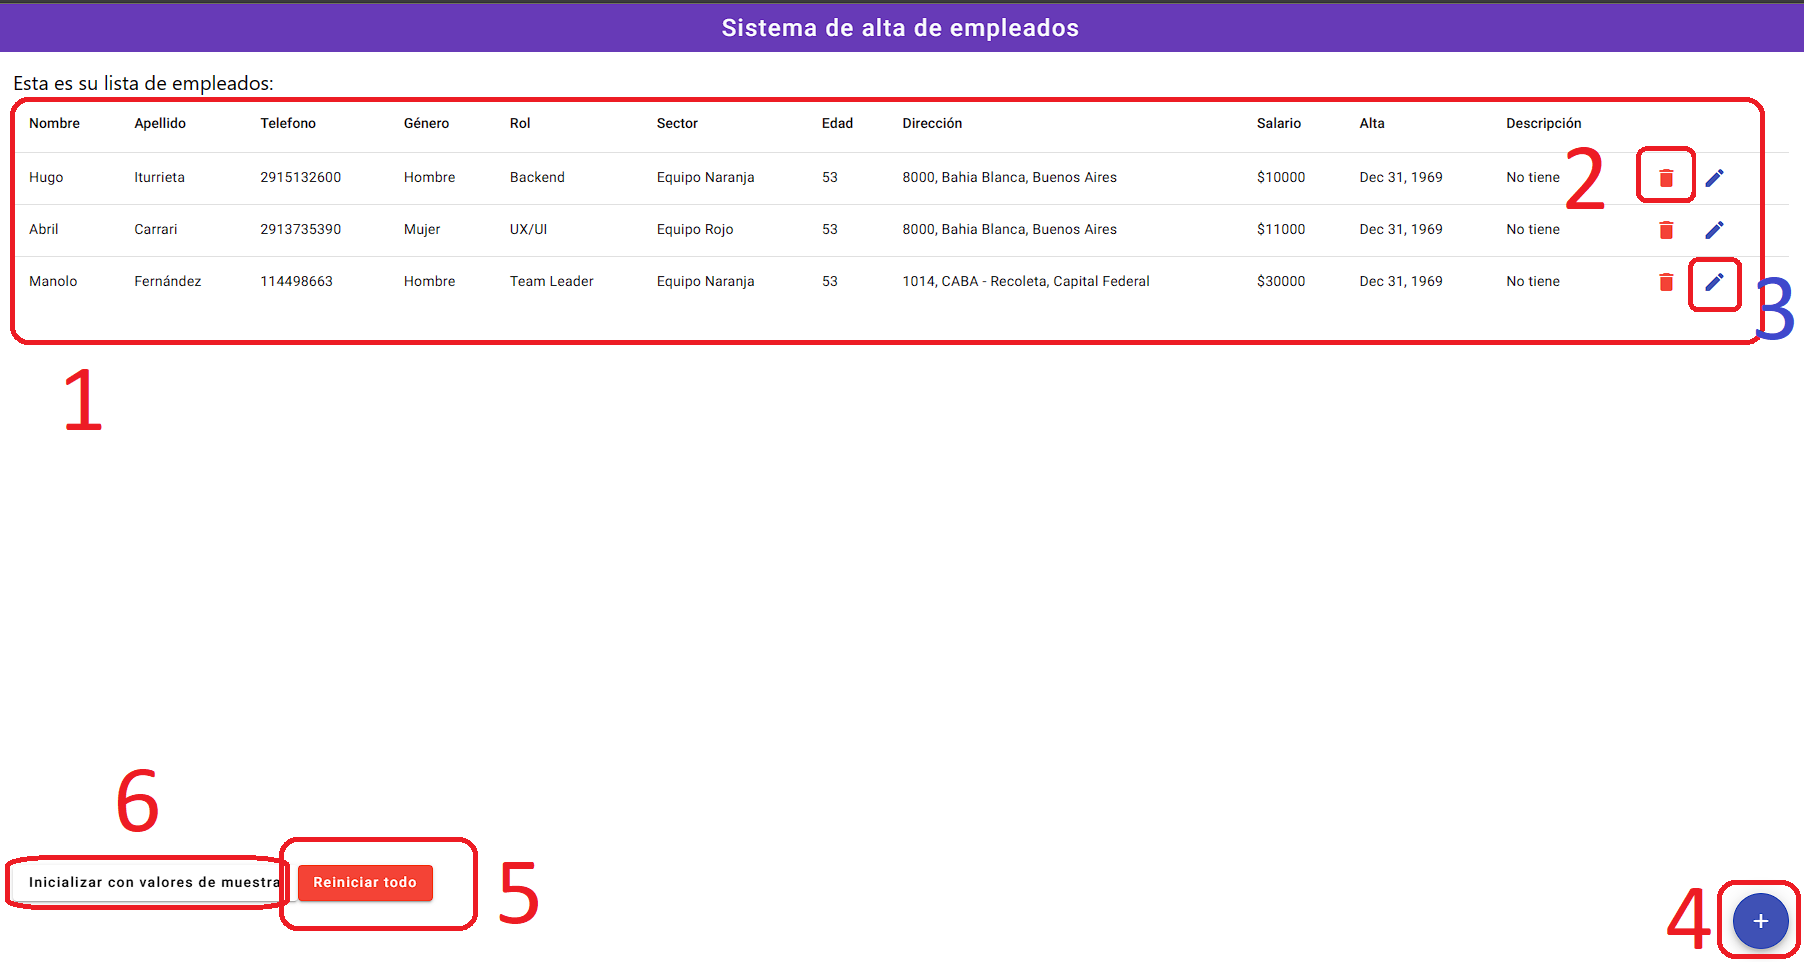 Sistema de alta de empleados
Esta es su lista de empleados:
Nombre Apellido Telefono Género Rol Sector Edad Dirección Salario Alta Descripción
Hugo Iturrieta 2915132600 Hombre Backend Equipo Naranja 53 8000, Bahia Blanca, Buenos Aires $10000 Dec 31, 1969 No tiene 2
Abril Carrari 2913735390 Mujer UX/UI Equipo Rojo 53 8000, Bahia Blanca, Buenos Aires $11000 Dec 31, 1969 No tiene
Manolo Fernández 114498663 Hombre Team Leader Equipo Naranja 53 1014, CABA - Recoleta, Capital Federal $30000 Dec 31, 1969 No tiene 3
1
6
Inicializar con valores de muestra Reiniciar todo 5
4 +